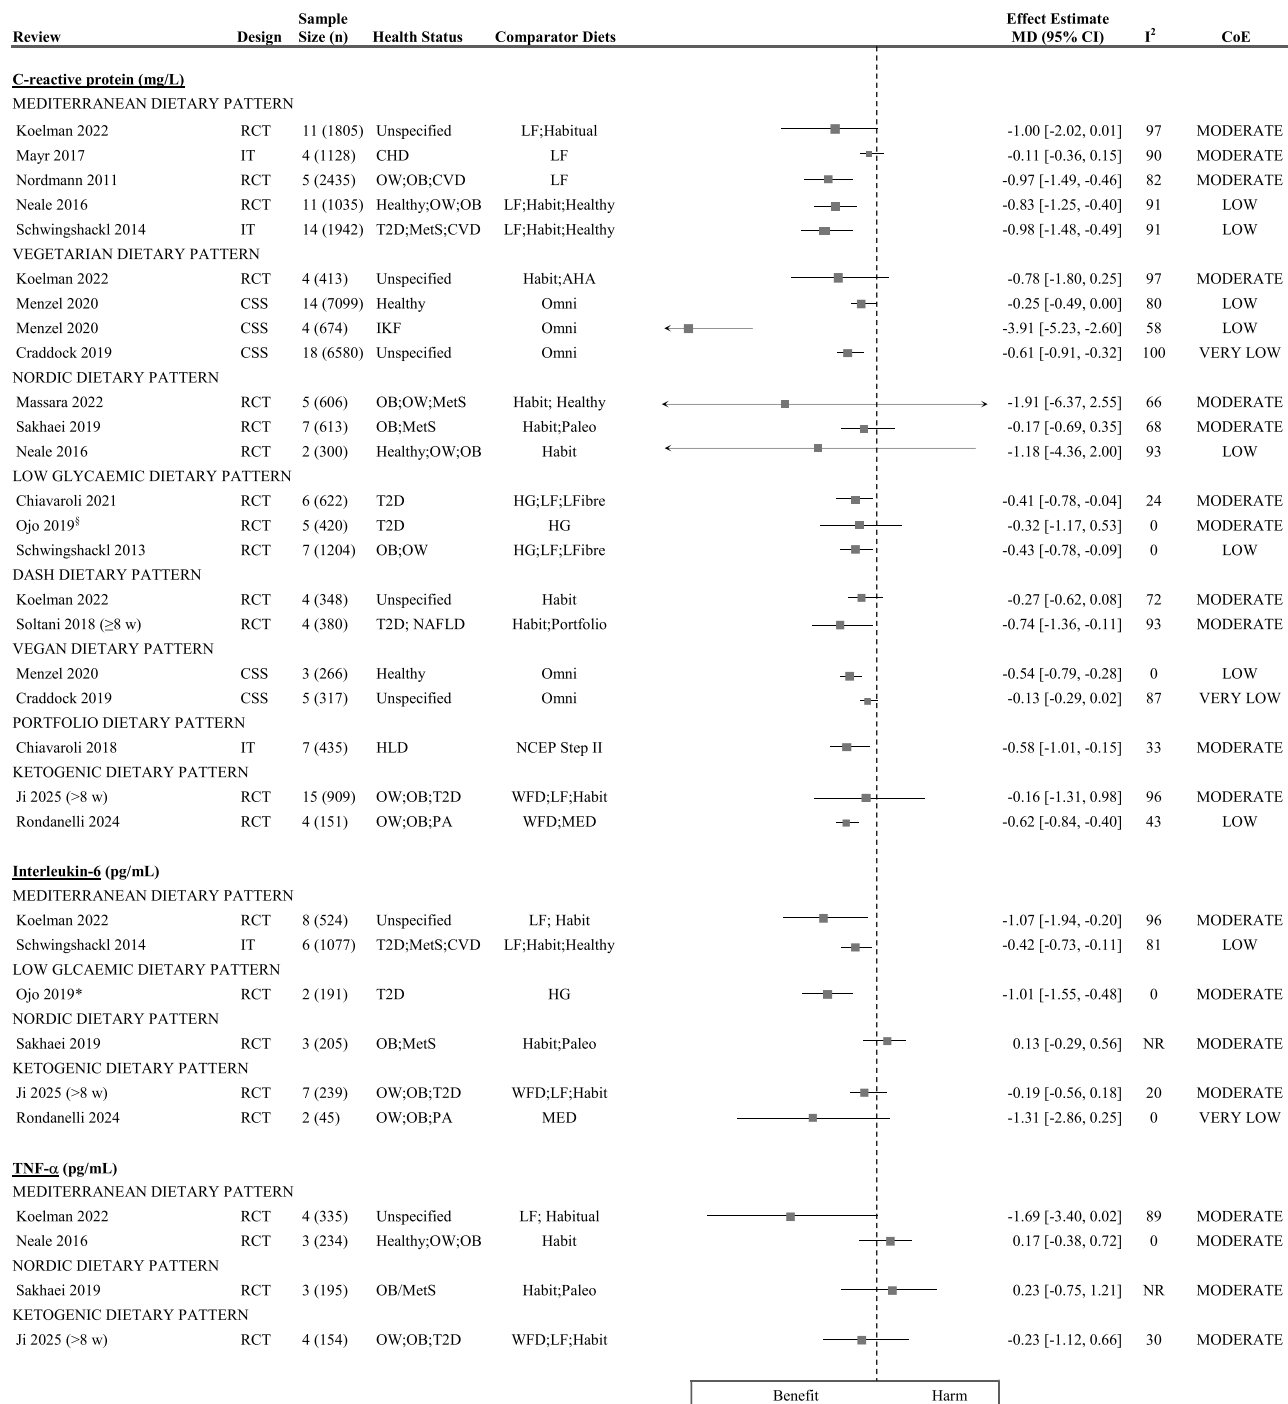 Review Design Sample Size (n) Health Status Comparator Diets Effect Estimate MD (95% CI) I² CoE
C-reactive protein (mg/L)
MEDITERRANEAN DIETARY PATTERN
Koelman 2022 RCT 11 (1805) Unspecified LF;Habitual -1.00 [-2.02, 0.01] 97 MODERATE
Mayr 2017 IT 4 (1128) CHD LF -0.11 [-0.36, 0.15] 90 MODERATE
Nordmann 2011 RCT 5 (2435) OW;OB;CVD LF -0.97 [-1.49, -0.46] 82 MODERATE
Neale 2016 RCT 11 (1035) Healthy;OW;OB LF;Habit;Healthy -0.83 [-1.25, -0.40] 91 LOW
Schwingshackl 2014 IT 14 (1942) T2D;MetS;CVD LF;Habit;Healthy -0.98 [-1.48, -0.49] 91 LOW
VEGETARIAN DIETARY PATTERN
Koelman 2022 RCT 4 (413) Unspecified Habit;AHA -0.78 [-1.80, 0.25] 97 MODERATE
Menzel 2020 CSS 14 (7099) Healthy Omni -0.25 [-0.49, 0.00] 80 LOW
Menzel 2020 CSS 4 (674) IKF Omni -3.91 [-5.23, -2.60] 58 LOW
Craddock 2019 CSS 18 (6580) Unspecified Omni -0.61 [-0.91, -0.32] 100 VERY LOW
NORDIC DIETARY PATTERN
Massara 2022 RCT 5 (606) OB;OW;MetS Habit; Healthy -1.91 [-6.37, 2.55] 66 MODERATE
Sakhaei 2019 RCT 7 (613) OB;MetS Habit;Paleo -0.17 [-0.69, 0.35] 68 MODERATE
Neale 2016 RCT 2 (300) Healthy;OW;OB Habit -1.18 [-4.36, 2.00] 93 LOW
LOW GLYCAEMIC DIETARY PATTERN
Chiavaroli 2021 RCT 6 (622) T2D HG;LF;LFibre -0.41 [-0.78, -0.04] 24 MODERATE
Ojo 2019§ RCT 5 (420) T2D HG -0.32 [-1.17, 0.53] 0 MODERATE
Schwingshackl 2013 RCT 7 (1204) OB;OW HG;LF;LFibre -0.43 [-0.78, -0.09] 0 LOW
DASH DIETARY PATTERN
Koelman 2022 RCT 4 (348) Unspecified Habit -0.27 [-0.62, 0.08] 72 MODERATE
Soltani 2018 (≥8 w) RCT 4 (380) T2D; NAFLD Habit;Portfolio -0.74 [-1.36, -0.11] 93 MODERATE
VEGAN DIETARY PATTERN
Menzel 2020 CSS 3 (266) Healthy Omni -0.54 [-0.79, -0.28] 0 LOW
Craddock 2019 CSS 5 (317) Unspecified Omni -0.13 [-0.29, 0.02] 87 VERY LOW
PORTFOLIO DIETARY PATTERN
Chiavaroli 2018 IT 7 (435) HLD NCEP Step II -0.58 [-1.01, -0.15] 33 MODERATE
KETOGENIC DIETARY PATTERN
Ji 2025 (>8 w) RCT 15 (909) OW;OB;T2D WFD;LF;Habit -0.16 [-1.31, 0.98] 96 MODERATE
Rondanelli 2024 RCT 4 (151) OW;OB;PA WFD;MED -0.62 [-0.84, -0.40] 43 LOW
Interleukin-6 (pg/mL)
MEDITERRANEAN DIETARY PATTERN
Koelman 2022 RCT 8 (524) Unspecified LF; Habit -1.07 [-1.94, -0.20] 96 MODERATE
Schwingshackl 2014 IT 6 (1077) T2D;MetS;CVD LF;Habit;Healthy -0.42 [-0.73, -0.11] 81 LOW
LOW GLCAEMIC DIETARY PATTERN
Ojo 2019* RCT 2 (191) T2D HG -1.01 [-1.55, -0.48] 0 MODERATE
NORDIC DIETARY PATTERN
Sakhaei 2019 RCT 3 (205) OB;MetS Habit;Paleo 0.13 [-0.29, 0.56] NR MODERATE
KETOGENIC DIETARY PATTERN
Ji 2025 (>8 w) RCT 7 (239) OW;OB;T2D WFD;LF;Habit -0.19 [-0.56, 0.18] 20 MODERATE
Rondanelli 2024 RCT 2 (45) OW;OB;PA MED -1.31 [-2.86, 0.25] 0 VERY LOW
TNF-α (pg/mL)
MEDITERRANEAN DIETARY PATTERN
Koelman 2022 RCT 4 (335) Unspecified LF; Habitual -1.69 [-3.40, 0.02] 89 MODERATE
Neale 2016 RCT 3 (234) Healthy;OW;OB Habit 0.17 [-0.38, 0.72] 0 MODERATE
NORDIC DIETARY PATTERN
Sakhaei 2019 RCT 3 (195) OB/MetS Habit;Paleo 0.23 [-0.75, 1.21] NR MODERATE
KETOGENIC DIETARY PATTERN
Ji 2025 (>8 w) RCT 4 (154) OW;OB;T2D WFD;LF;Habit -0.23 [-1.12, 0.66] 30 MODERATE
Benefit Harm